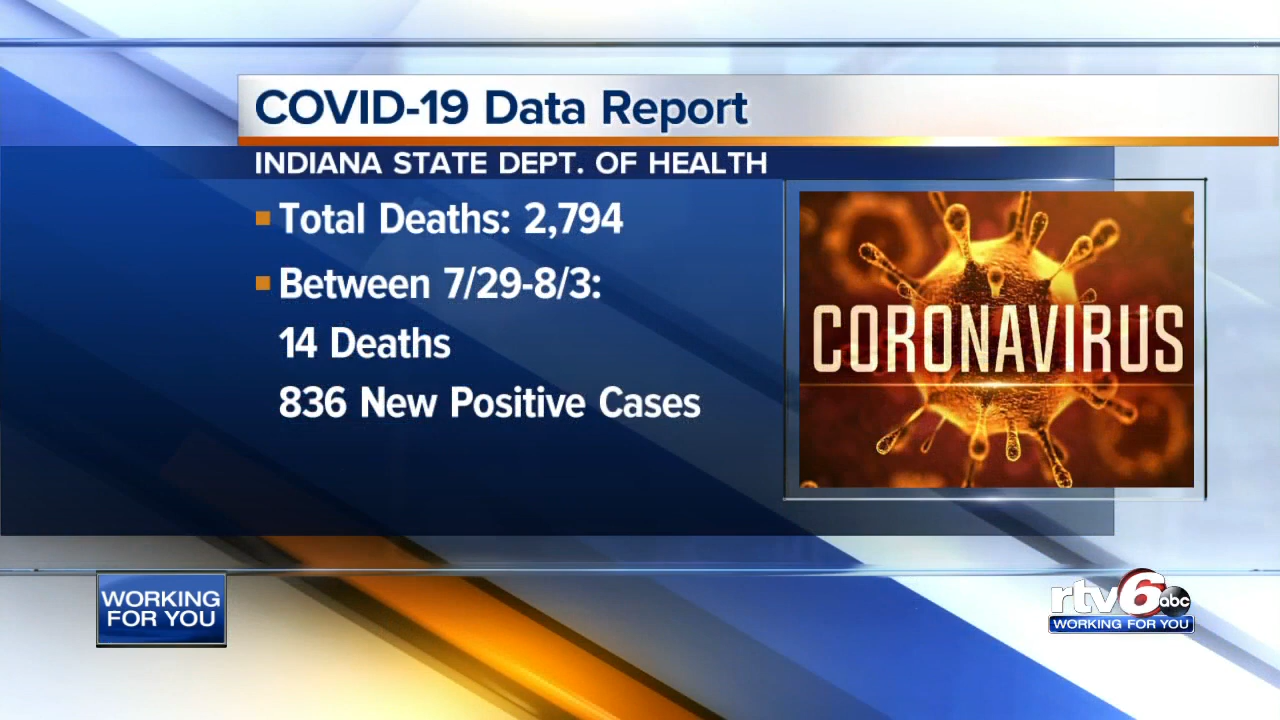 COVID-19 Data Report
INDIANA STATE DEPT. OF HEALTH
Total Deaths: 2,794
Between 7/29-8/3:
14 Deaths
836 New Positive Cases
CORONAVIRUS
WORKING
FOR YOU
rtv6 abc
WORKING FOR YOU